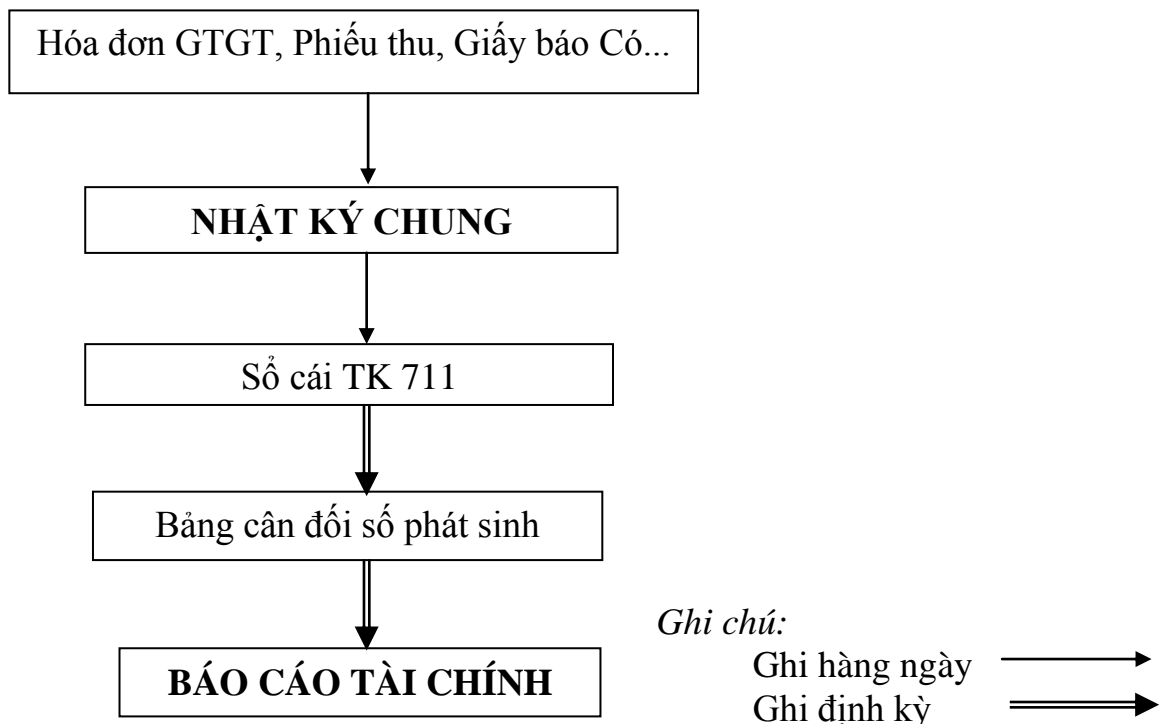 Hóa đơn GTGT, Phiếu thu, Giấy báo Có...
NHẬT KÝ CHUNG
Sổ cái TK 711
Bảng cân đối số phát sinh
BÁO CÁO TÀI CHÍNH
Ghi chú:
Ghi hàng ngày
Ghi định kỳ